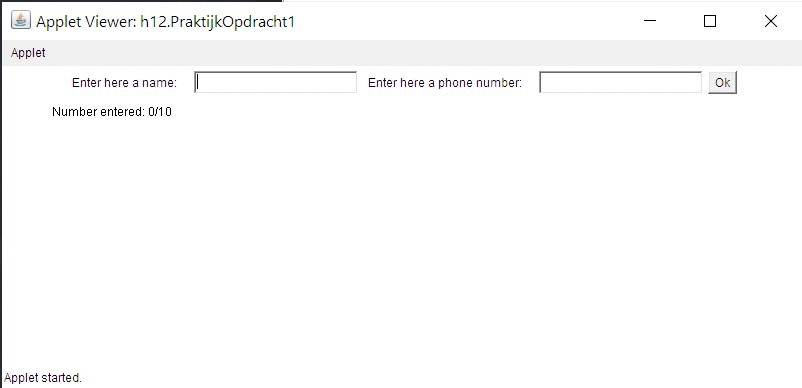 Applet Viewer: h12.PraktijkOpdracht1
Applet
Enter here a name: Enter here a phone number: Ok
Number entered: 0/10
Applet started.